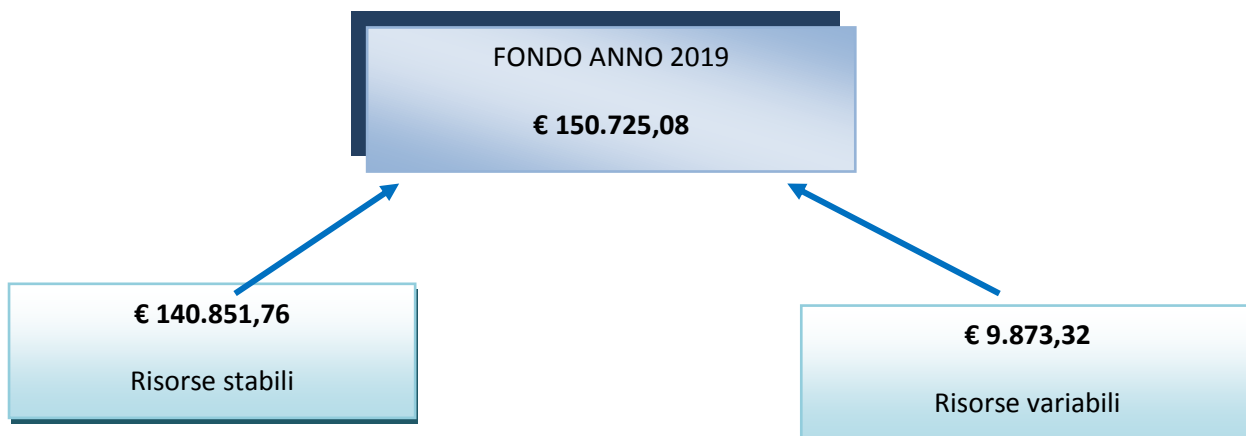 FONDO ANNO 2019
€ 150.725,08
€ 140.851,76
Risorse stabili
€ 9.873,32
Risorse variabili